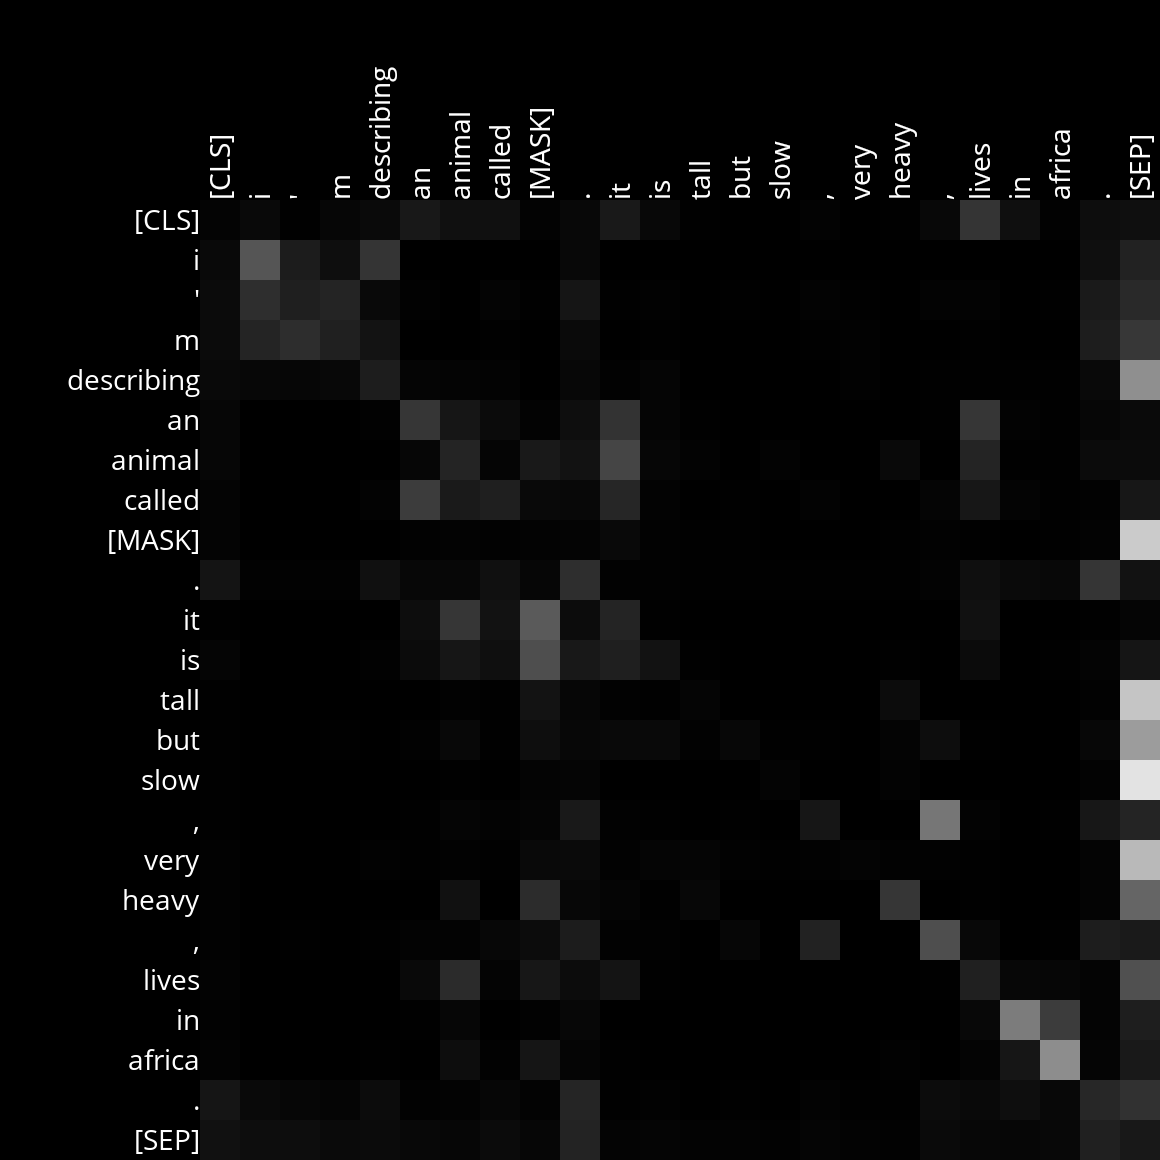 [CLS] i ' m describing an animal called [MASK] . it is tall but slow , very heavy , lives in africa . [SEP]
[CLS]
i
'
m
describing
an
animal
called
[MASK]
.
it
is
tall
but
slow
,
very
heavy
,
lives
in
africa
.
[SEP]